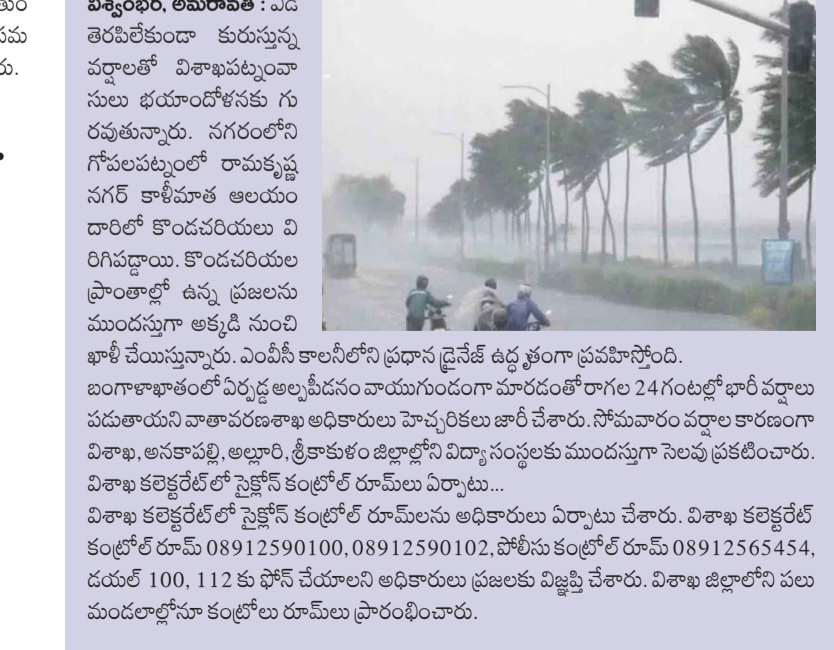 తుం
సమ
రు.
విశ్వంభర, అమరావతి : ఎడ
తెరపిలేకుండా కురుస్తున్న
వర్షాలతో విశాఖపట్నంవా
సులు భయాందోళనకు గు
రవుతున్నారు. నగరంలోని
గోపలపట్నంలో రామకృష్ణ
నగర్ కాళీమాత ఆలయం
దారిలో కొండచరియలు వి
రిగిపడ్డాయి. కొండచరియల
ప్రాంతాల్లో ఉన్న ప్రజలను
ముందస్తుగా అక్కడి నుంచి
ఖాళీ చేయిస్తున్నారు. ఎంవీసీ కాలనీలోని ప్రధాన డ్రైనేజ్ ఉద్ధృతంగా ప్రవహిస్తోంది.
బంగాళాఖాతంలో ఏర్పడ్డ అల్పపీడనం వాయుగుండంగా మారడంతో రాగల 24 గంటల్లో భారీ వర్షాలు
పడుతాయని వాతావరణశాఖ అధికారులు హెచ్చరికలు జారీ చేశారు. సోమవారం వర్షాల కారణంగా
విశాఖ, అనకాపల్లి, అల్లూరి, శ్రీకాకుళం జిల్లాల్లోని విద్యా సంస్థలకు ముందస్తుగా సెలవు ప్రకటించారు.
విశాఖ కలెక్టరేట్‌లో సైక్లోన్ కంట్రోల్ రూమ్‌లు ఏర్పాటు...
విశాఖ కలెక్టరేట్‌లో సైక్లోన్ కంట్రోల్ రూమ్‌లను అధికారులు ఏర్పాటు చేశారు. విశాఖ కలెక్టరేట్
కంట్రోల్ రూమ్ 08912590100, 08912590102, పోలీసు కంట్రోల్ రూమ్ 08912565454,
డయల్ 100, 112 కు ఫోన్ చేయాలని అధికారులు ప్రజలకు విజ్ఞప్తి చేశారు. విశాఖ జిల్లాలోని పలు
మండలాల్లోనూ కంట్రోలు రూమ్‌లు ప్రారంభించారు.